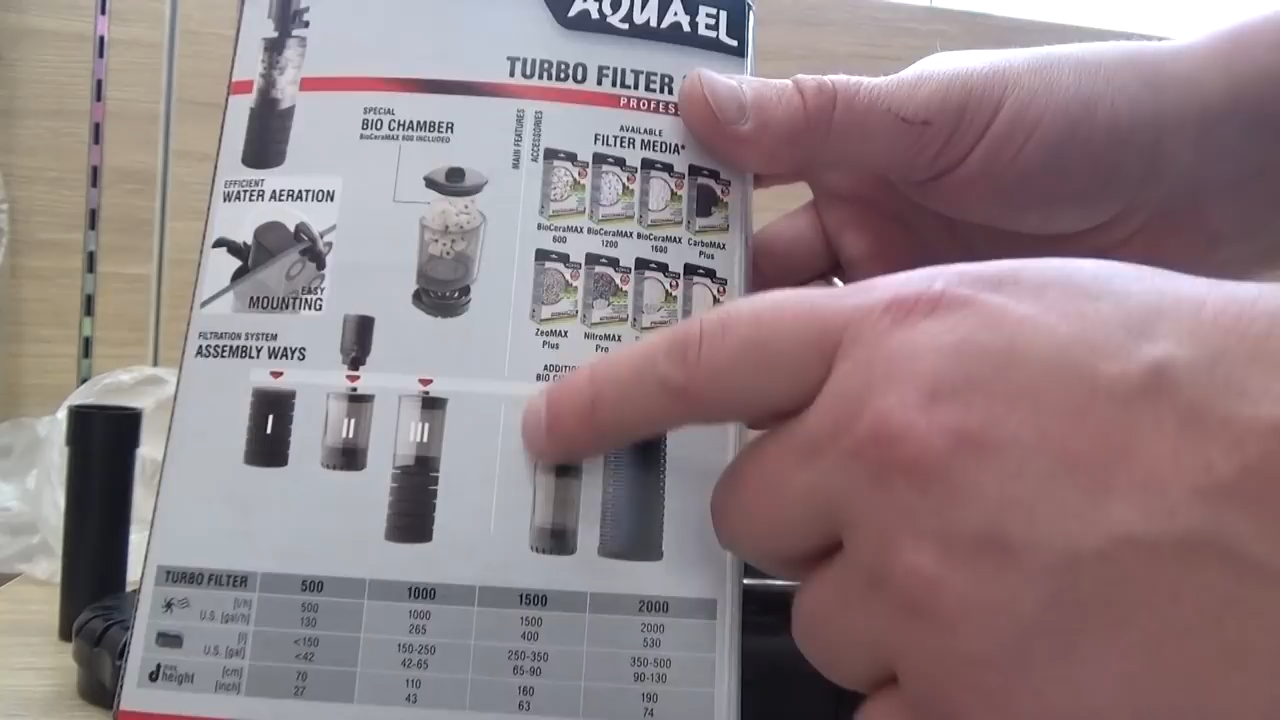 AQUAEL
TURBO FILTER
PROFES
SPECIAL
BIO CHAMBER
BioCeraMAX 600 INCLUDED
MAIN FEATURES
ACCESSORIES
AVAILABLE
FILTER MEDIA*
BioCeraMAX
600
BioCeraMAX
1200
BioCeraMAX
1600
CarboMAX
Plus
ZeoMAX
Plus
NitroMAX
Pro
EFFICIENT
WATER AERATION
EASY
MOUNTING
FILTRATION SYSTEM
ASSEMBLY WAYS
I II III
ADDITIO
BIO C
TURBO FILTER 500 1000 1500 2000
[l/h] 500 1000 1500 2000
U.S. [gal/h] 130 265 400 530
[l] <150 150-250 250-350 350-500
U.S. [gal] <42 42-65 65-90 90-130
max height [cm] 70 110 160 190
[inch] 27 43 63 74